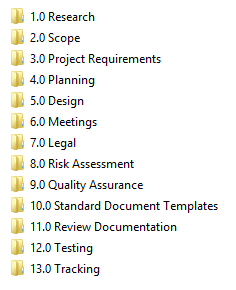 1.0 Research
2.0 Scope
3.0 Project Requirements
4.0 Planning
5.0 Design
6.0 Meetings
7.0 Legal
8.0 Risk Assessment
9.0 Quality Assurance
10.0 Standard Document Templates
11.0 Review Documentation
12.0 Testing
13.0 Tracking